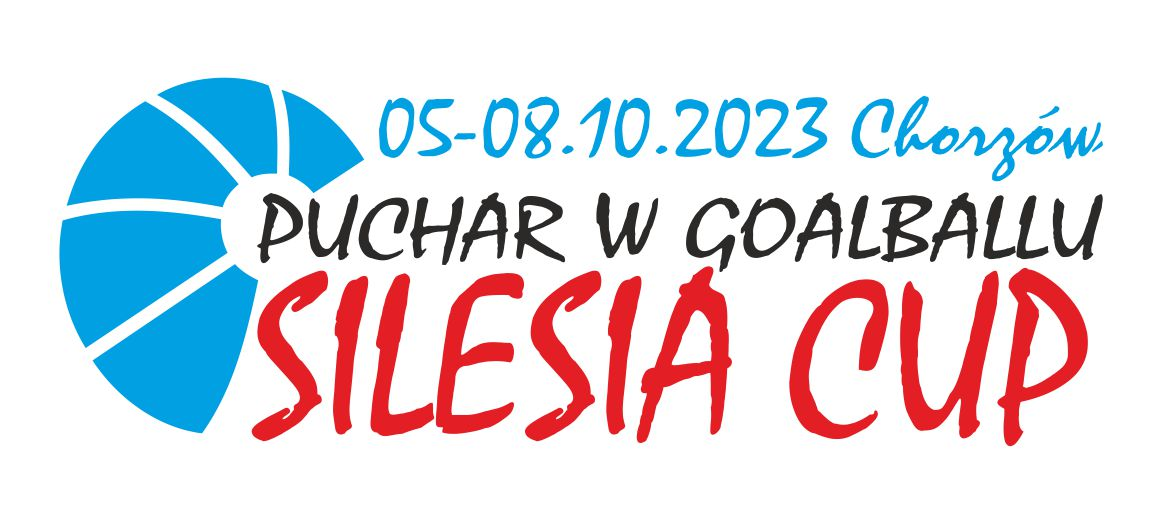 05-08.10.2023 Chorzów
PUCHAR W GOALBALLU
SILESIA CUP